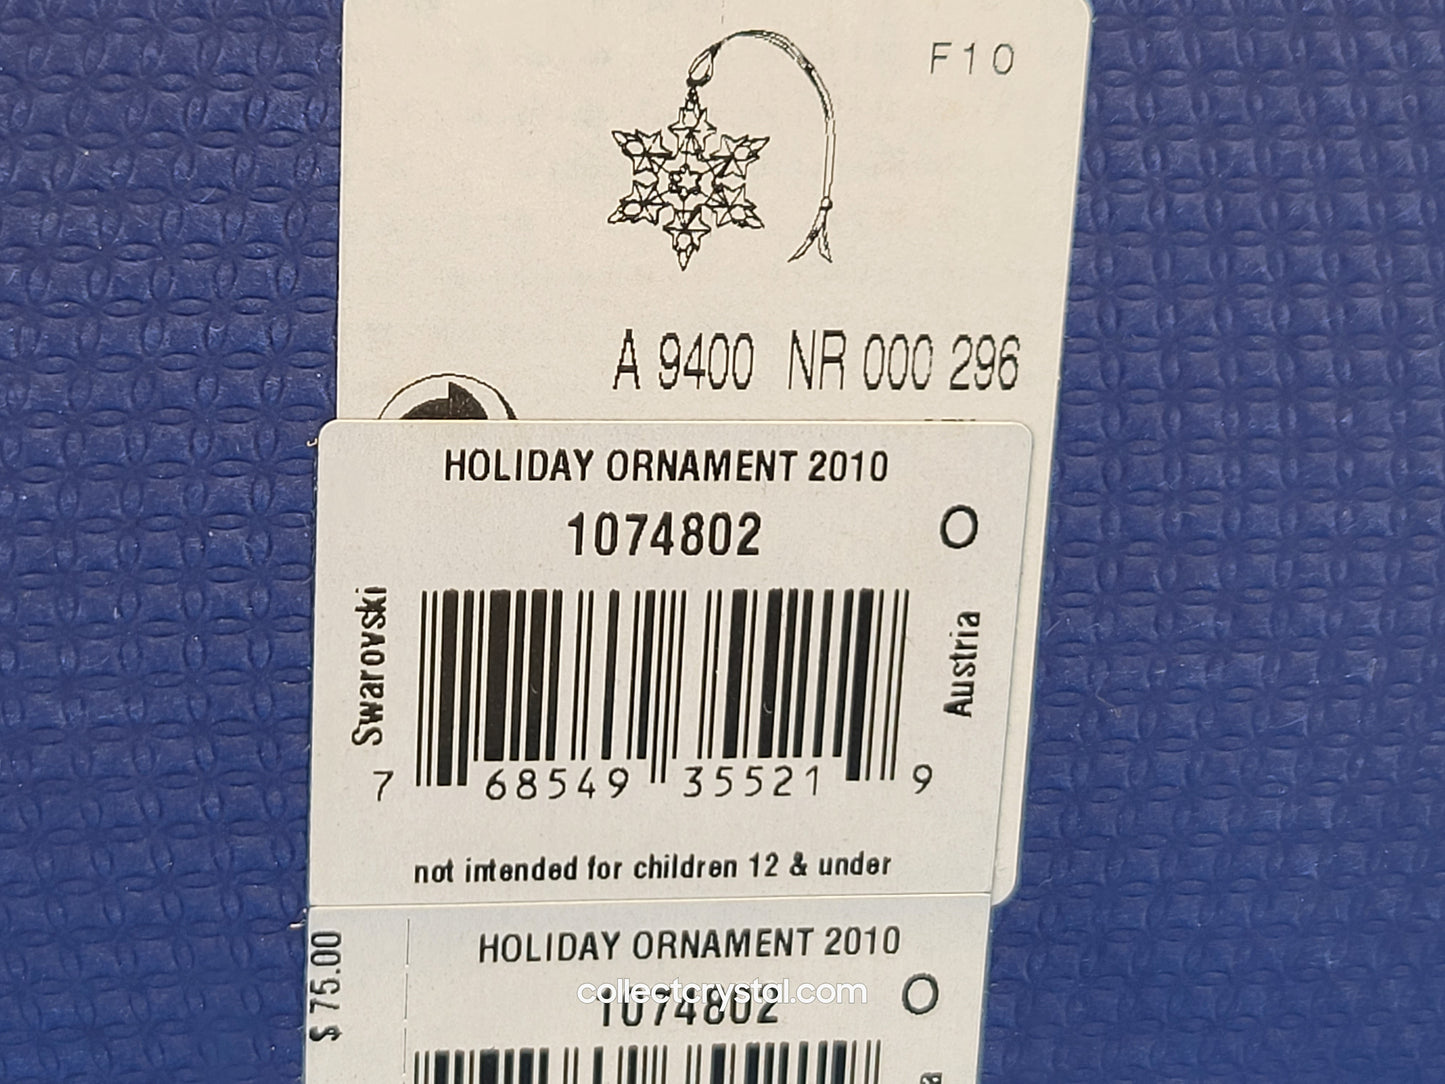 F10
A 9400 NR 000 296
HOLIDAY ORNAMENT 2010
1074802
O
Swarovski
Austria
7 68549 35521 9
not intended for children 12 & under
$ 75.00
HOLIDAY ORNAMENT 2010
collectcrystal.com
1074802
O